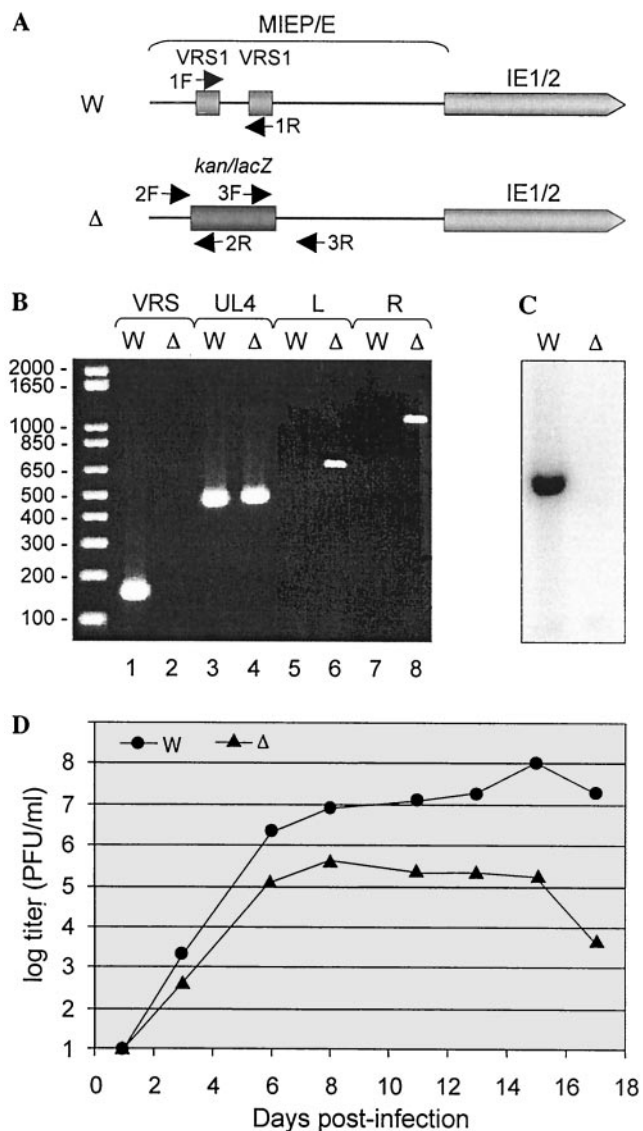 A
MIEP/E
VRS1 VRS1
1F
W
IE1/2
1R
kan/lacZ
2F 3F
IE1/2
Δ
2R 3R
B
VRS UL4 L R
W Δ W Δ W Δ W Δ
2000 -
1650 -
1000 -
850 -
650 -
500 -
400 -
300 -
200 -
100 -
1 2 3 4 5 6 7 8
C
W Δ
D
W Δ
log titer (PFU/ml)
8
7
6
5
4
3
2
1
0 2 4 6 8 10 12 14 16 18
Days post-infection